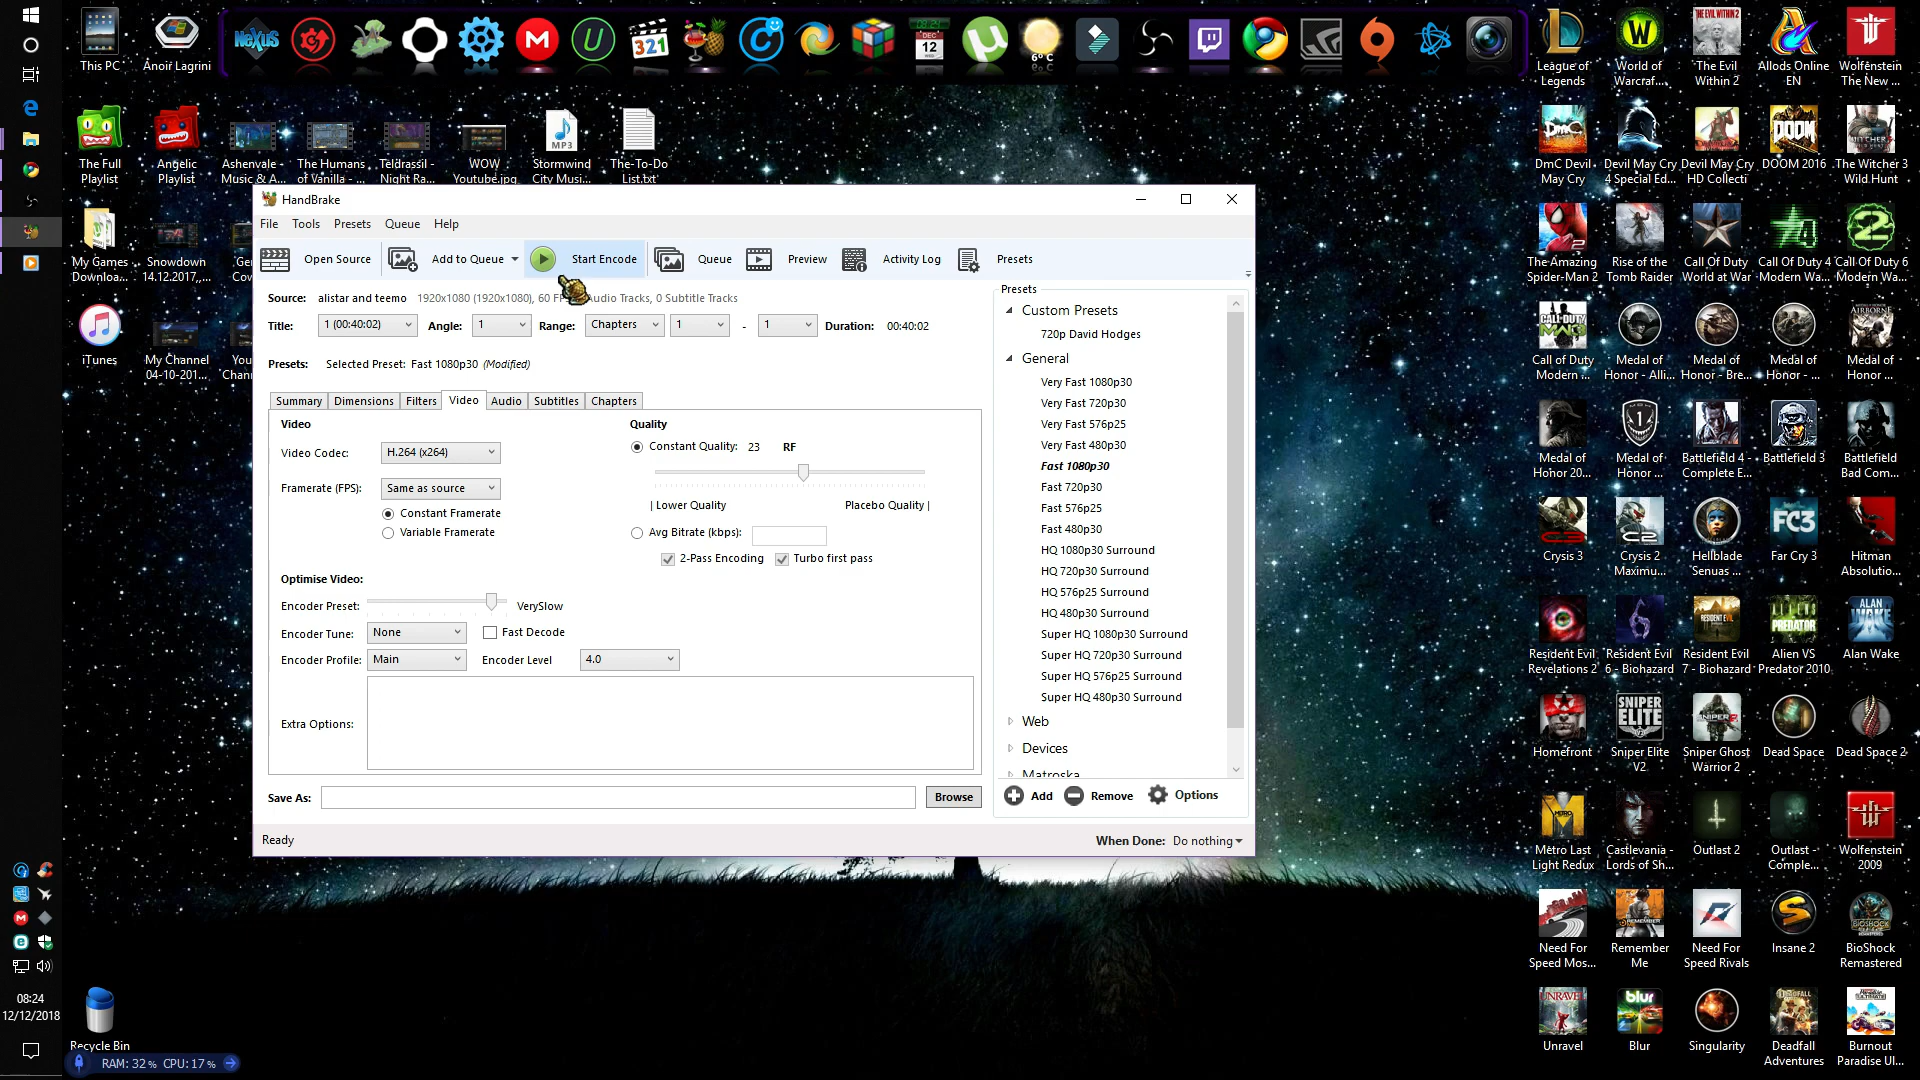 This PC
Anoir Lagrini
NeXuS
321
DEC
12
6° C
League of
Legends
World of
Warcraf...
The Evil
Within 2
Allods Online
EN
Wolfenstein
The New ...
The Full
Playlist
Angelic
Playlist
Ashenvale -
Music & A...
The Humans
of Vanilla - ...
Teldrassil -
Night Ra...
WOW
Youtube.jpg
MP3
Stormwind
City Musi...
The-To-Do
List.txt
DmC Devil
May Cry
Devil May Cry
4 Special Ed...
Devil May Cry
HD Collecti
DOOM 2016
The Witcher 3
Wild Hunt
My Games
Downloa...
Snowdown
14.12.2017,...
iTunes
My Channel
04-10-201...
HandBrake
File
Tools
Presets
Queue
Help
Open Source
Add to Queue
Start Encode
Queue
Preview
Activity Log
Presets
Source: alistar and teemo 1920x1080 (1920x1080), 60 FP Audio Tracks, 0 Subtitle Tracks
Title: 1 (00:40:02) Angle: 1 Range: Chapters 1 - 1 Duration: 00:40:02
Presets: Selected Preset: Fast 1080p30 (Modified)
Summary
Dimensions
Filters
Video
Audio
Subtitles
Chapters
Video
Video Codec: H.264 (x264)
Framerate (FPS): Same as source
Constant Framerate
Variable Framerate
Quality
Constant Quality: 23 RF
| Lower Quality Placebo Quality |
Avg Bitrate (kbps):
2-Pass Encoding Turbo first pass
Optimise Video:
Encoder Preset: VerySlow
Encoder Tune: None Fast Decode
Encoder Profile: Main Encoder Level 4.0
Extra Options:
Save As: Browse
Ready
When Done: Do nothing
Presets
Custom Presets
720p David Hodges
General
Very Fast 1080p30
Very Fast 720p30
Very Fast 576p25
Very Fast 480p30
Fast 1080p30
Fast 720p30
Fast 576p25
Fast 480p30
HQ 1080p30 Surround
HQ 720p30 Surround
HQ 576p25 Surround
HQ 480p30 Surround
Super HQ 1080p30 Surround
Super HQ 720p30 Surround
Super HQ 576p25 Surround
Super HQ 480p30 Surround
Web
Devices
Matroska
Add Remove Options
The Amazing
Spider-Man 2
Rise of the
Tomb Raider
Call Of Duty
World at War
Call Of Duty 4
Modern Wa...
Call Of Duty 6
Modern Wa...
Call of Duty
Modern ...
Medal of
Honor - Alli...
Medal of
Honor - Bre...
Medal of
Honor - ...
Medal of
Honor ...
Medal of
Honor 20...
Medal of
Honor ...
Battlefield 4 -
Complete E...
Battlefield 3
Battlefield
Bad Com...
Crysis 3
Crysis 2
Maximu...
Hellblade
Senuas ...
FC3
Far Cry 3
Hitman
Absolutio...
Resident Evil
Revelations 2
Resident Evil
6 - Biohazard
Resident Evil
7 - Biohazard
Alien VS
Predator 2010
Alan Wake
Homefront
Sniper Elite
V2
Sniper Ghost
Warrior 2
Dead Space
Dead Space 2
Metro Last
Light Redux
Castlevania -
Lords of Sh...
Outlast 2
Outlast -
Comple...
Wolfenstein
2009
Need For
Speed Mos...
Remember
Me
Need For
Speed Rivals
Insane 2
BioShock
Remastered
Unravel
Blur
Singularity
Deadfall
Adventures
Burnout
Paradise Ul...
08:24
12/12/2018
Recycle Bin
RAM: 32% CPU: 17%